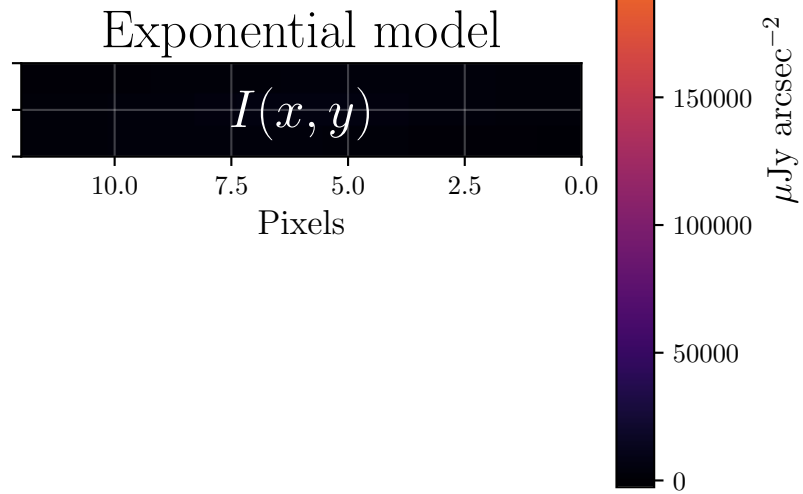 Exponential model
I(x, y)
10.0 7.5 5.0 2.5 0.0
Pixels
150000
100000
50000
0
μJy arcsec⁻²